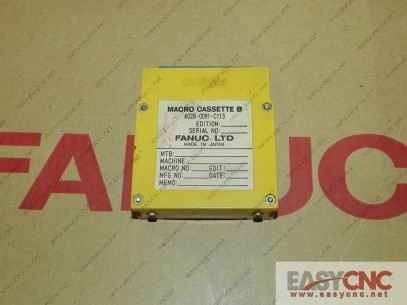 MACRO CASSETTE B
A02B-0091-C113
EDITION:
SERIAL NO:
FANUC LTD
MADE IN JAPAN
MTB:
MACHINE:
MACRO NO: EDIT:
MFG NO: DATE:
MEMO:
FANUC
EASYCNC